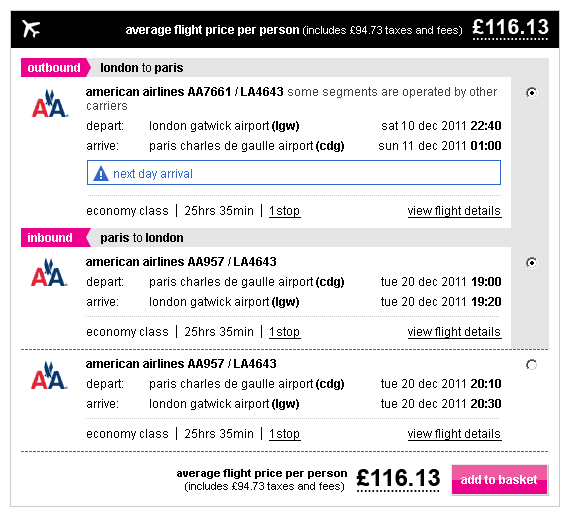 average flight price per person (includes £94.73 taxes and fees) £116.13
outbound london to paris
AA
american airlines AA7661 / LA4643 some segments are operated by other
carriers
depart: london gatwick airport (lgw) sat 10 dec 2011 22:40
arrive: paris charles de gaulle airport (cdg) sun 11 dec 2011 01:00
next day arrival
economy class | 25hrs 35min | 1stop view flight details
inbound paris to london
AA
american airlines AA957 / LA4643
depart: paris charles de gaulle airport (cdg) tue 20 dec 2011 19:00
arrive: london gatwick airport (lgw) tue 20 dec 2011 19:20
economy class | 25hrs 35min | 1stop view flight details
AA
american airlines AA957 / LA4643
depart: paris charles de gaulle airport (cdg) tue 20 dec 2011 20:10
arrive: london gatwick airport (lgw) tue 20 dec 2011 20:30
economy class | 25hrs 35min | 1stop view flight details
average flight price per person £116.13 add to basket
(includes £94.73 taxes and fees)